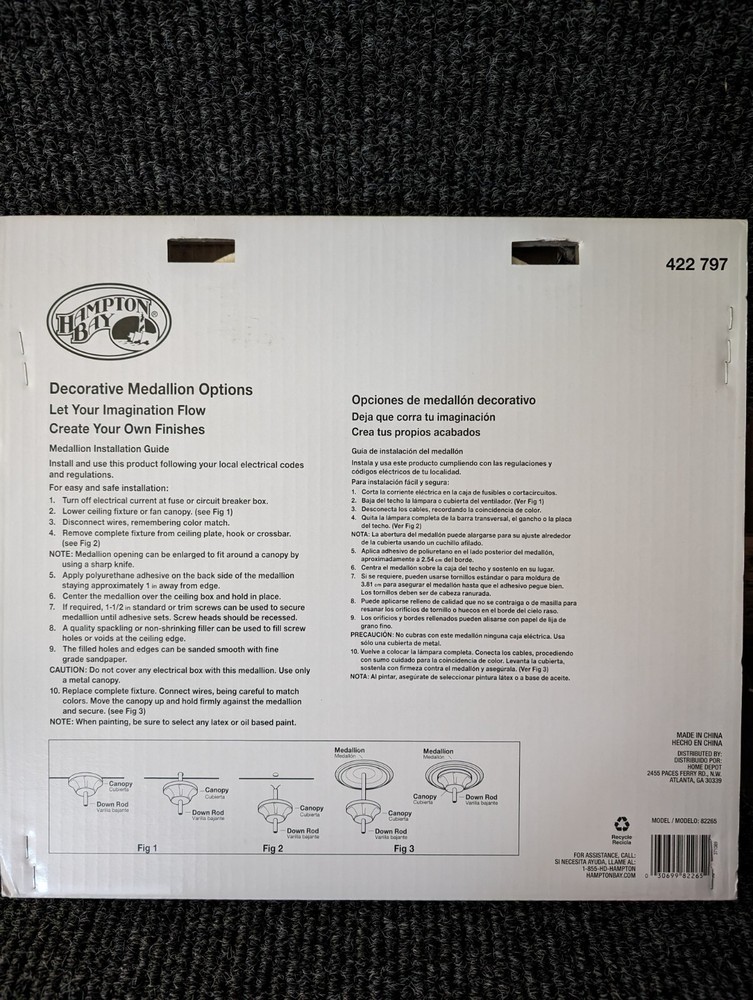 422 797
HAMPTON
BAY®
Decorative Medallion Options
Let Your Imagination Flow
Create Your Own Finishes
Medallion Installation Guide
Install and use this product following your local electrical codes
and regulations.
For easy and safe installation:
1. Turn off electrical current at fuse or circuit breaker box.
2. Lower ceiling fixture or fan canopy. (see Fig 1)
3. Disconnect wires, remembering color match.
4. Remove complete fixture from ceiling plate, hook or crossbar.
(see Fig 2)
NOTE: Medallion opening can be enlarged to fit around a canopy by
using a sharp knife.
5. Apply polyurethane adhesive on the back side of the medallion
staying approximately 1 in away from edge.
6. Center the medallion over the ceiling box and hold in place.
7. If required, 1-1/2 in standard or trim screws can be used to secure
medallion until adhesive sets. Screw heads should be recessed.
8. A quality spackling or non-shrinking filler can be used to fill screw
holes or voids at the ceiling edge.
9. The filled holes and edges can be sanded smooth with fine
grade sandpaper.
CAUTION: Do not cover any electrical box with this medallion. Use only
a metal canopy.
10. Replace complete fixture. Connect wires, being careful to match
colors. Move the canopy up and hold firmly against the medallion
and secure. (see Fig 3)
NOTE: When painting, be sure to select any latex or oil based paint.
Opciones de medallón decorativo
Deja que corra tu imaginación
Crea tus propios acabados
Guía de instalación del medallón
Instala y usa este producto cumpliendo con las regulaciones y
códigos eléctricos de tu localidad.
Para instalación fácil y segura:
1. Corta la corriente eléctrica en la caja de fusibles o cortacircuitos.
2. Baja del techo la lámpara o cubierta del ventilador. (Ver Fig 1)
3. Desconecta los cables, recordando la coincidencia de color.
4. Quita la lámpara completa de la barra transversal, el gancho o la placa
del techo. (Ver Fig 2)
NOTA: La abertura del medallón puede alargarse para su ajuste alrededor
de la cubierta usando un cuchillo afilado.
5. Aplica adhesivo de poliuretano en el lado posterior del medallón,
aproximadamente a 2.54 cm del borde.
6. Centra el medallón sobre la caja del techo y sostenlo en su lugar.
7. Si se requiere, pueden usarse tornillos estándar o para moldura de
3.81 cm para asegurar el medallón hasta que el adhesivo pegue bien.
Los tornillos deben ser de cabeza ranurada.
8. Puede aplicarse relleno de calidad que no se contraiga o de masilla para
resanar los orificios de tornillo o huecos en el borde del cielo raso.
9. Los orificios y bordes rellenados pueden alisarse con papel de lija de
grano fino.
PRECAUCIÓN: No cubras con este medallón ninguna caja eléctrica. Usa
sólo una cubierta de metal.
10. Vuelve a colocar la lámpara completa. Conecta los cables, procediendo
con sumo cuidado para la coincidencia de color. Levanta la cubierta,
sostenla con firmeza contra el medallón y asegúrala. (Ver Fig 3)
NOTA: Al pintar, asegúrate de seleccionar pintura látex o a base de aceite.
Canopy
Cubierta
Down Rod
Varilla bajante
Canopy
Cubierta
Down Rod
Varilla bajante
Fig 1
Canopy
Cubierta
Down Rod
Varilla bajante
Fig 2
Medallion
Medallón
Canopy
Cubierta
Down Rod
Varilla bajante
Medallion
Medallón
Canopy
Cubierta
Down Rod
Varilla bajante
Fig 3
MADE IN CHINA
HECHO EN CHINA
DISTRIBUTED BY:
DISTRIBUIDO POR:
HOME DEPOT
2455 PACES FERRY RD., N.W.
ATLANTA, GA 30339
MODEL / MODELO: 82265
Recycle
Recicla
FOR ASSISTANCE, CALL:
SI NECESITA AYUDA, LLAME AL:
1-855-HD-HAMPTON
HAMPTONBAY.COM
0 30699 82265